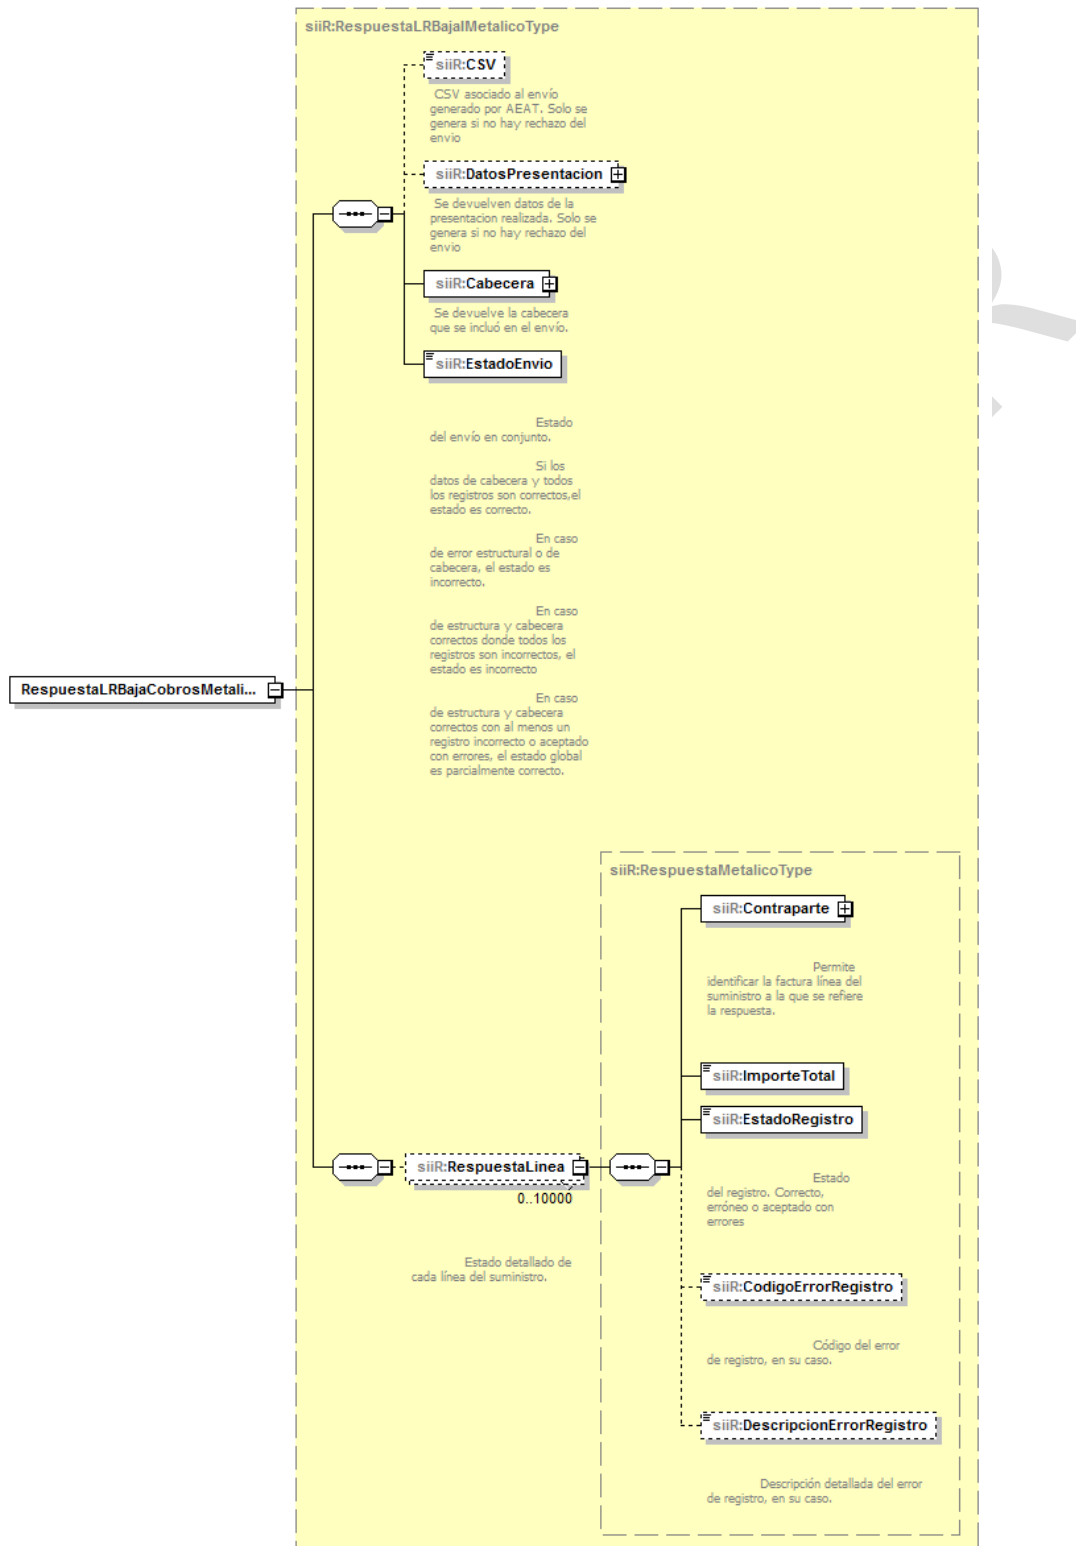 siiR:RespuestaLRBajaIMetalicoType
siiR:CSV
CSV asociado al envío
generado por AEAT. Solo se
genera si no hay rechazo del
envio
siiR:DatosPresentacion
Se devuelven datos de la
presentacion realizada. Solo se
genera si no hay rechazo del
envio
siiR:Cabecera
Se devuelve la cabecera
que se incluó en el envío.
siiR:EstadoEnvio
Estado
del envío en conjunto.
Si los
datos de cabecera y todos
los registros son correctos,el
estado es correcto.
En caso
de error estructural o de
cabecera, el estado es
incorrecto.
En caso
de estructura y cabecera
correctos donde todos los
registros son incorrectos, el
estado es incorrecto
RespuestaLRBajaCobrosMetali...
En caso
de estructura y cabecera
correctos con al menos un
registro incorrecto o aceptado
con errores, el estado global
es parcialmente correcto.
siiR:RespuestaMetalicoType
siiR:Contraparte
Permite
identificar la factura línea del
suministro a la que se refiere
la respuesta.
siiR:ImporteTotal
siiR:EstadoRegistro
siiR:RespuestaLinea
0..10000
Estado detallado de
cada línea del suministro.
Estado
del registro. Correcto,
erróneo o aceptado con
errores
siiR:CodigoErrorRegistro
Código del error
de registro, en su caso.
siiR:DescripcionErrorRegistro
Descripción detallada del error
de registro, en su caso.